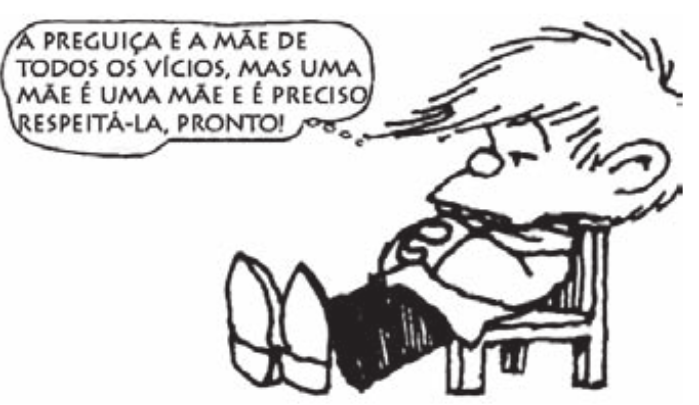 A PREGUIÇA É A MÃE DE
TODOS OS VÍCIOS, MAS UMA
MÃE É UMA MÃE E É PRECISO
RESPEITÁ-LA, PRONTO!